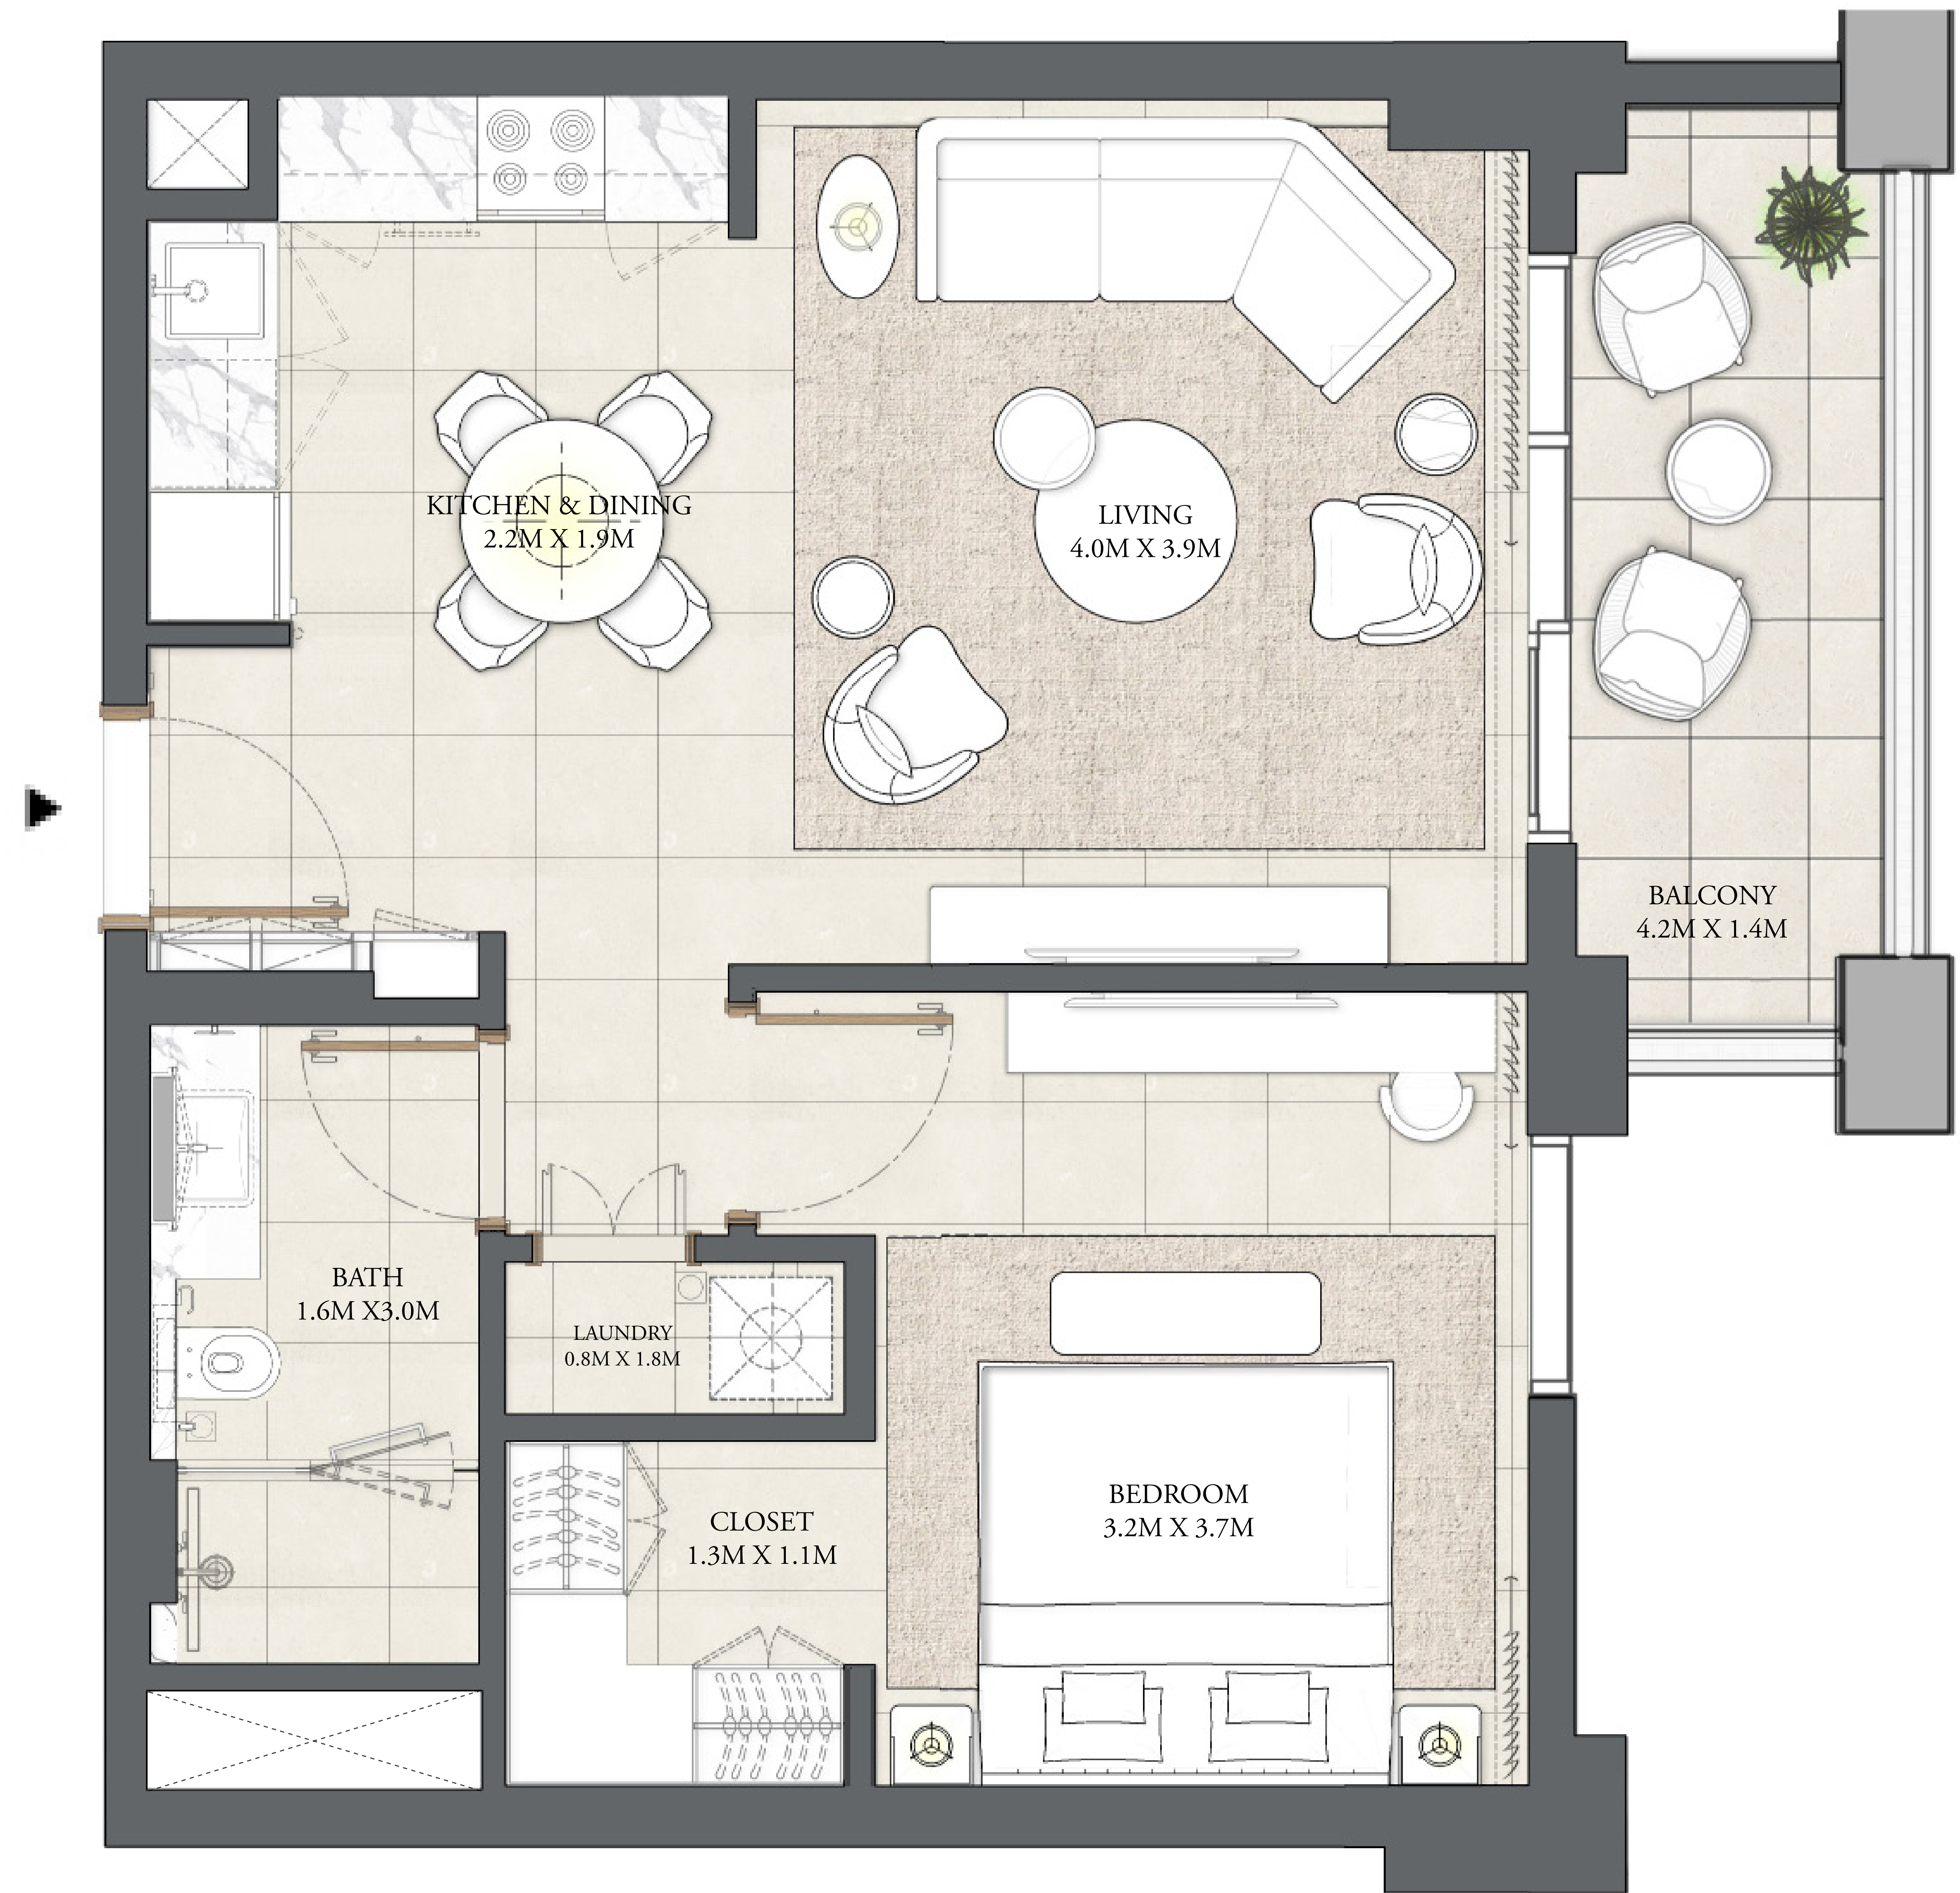 KITCHEN & DINING
2.2M X 1.9M
LIVING
4.0M X 3.9M
BALCONY
4.2M X 1.4M
BATH
1.6M X3.0M
LAUNDRY
0.8M X 1.8M
CLOSET
1.3M X 1.1M
BEDROOM
3.2M X 3.7M